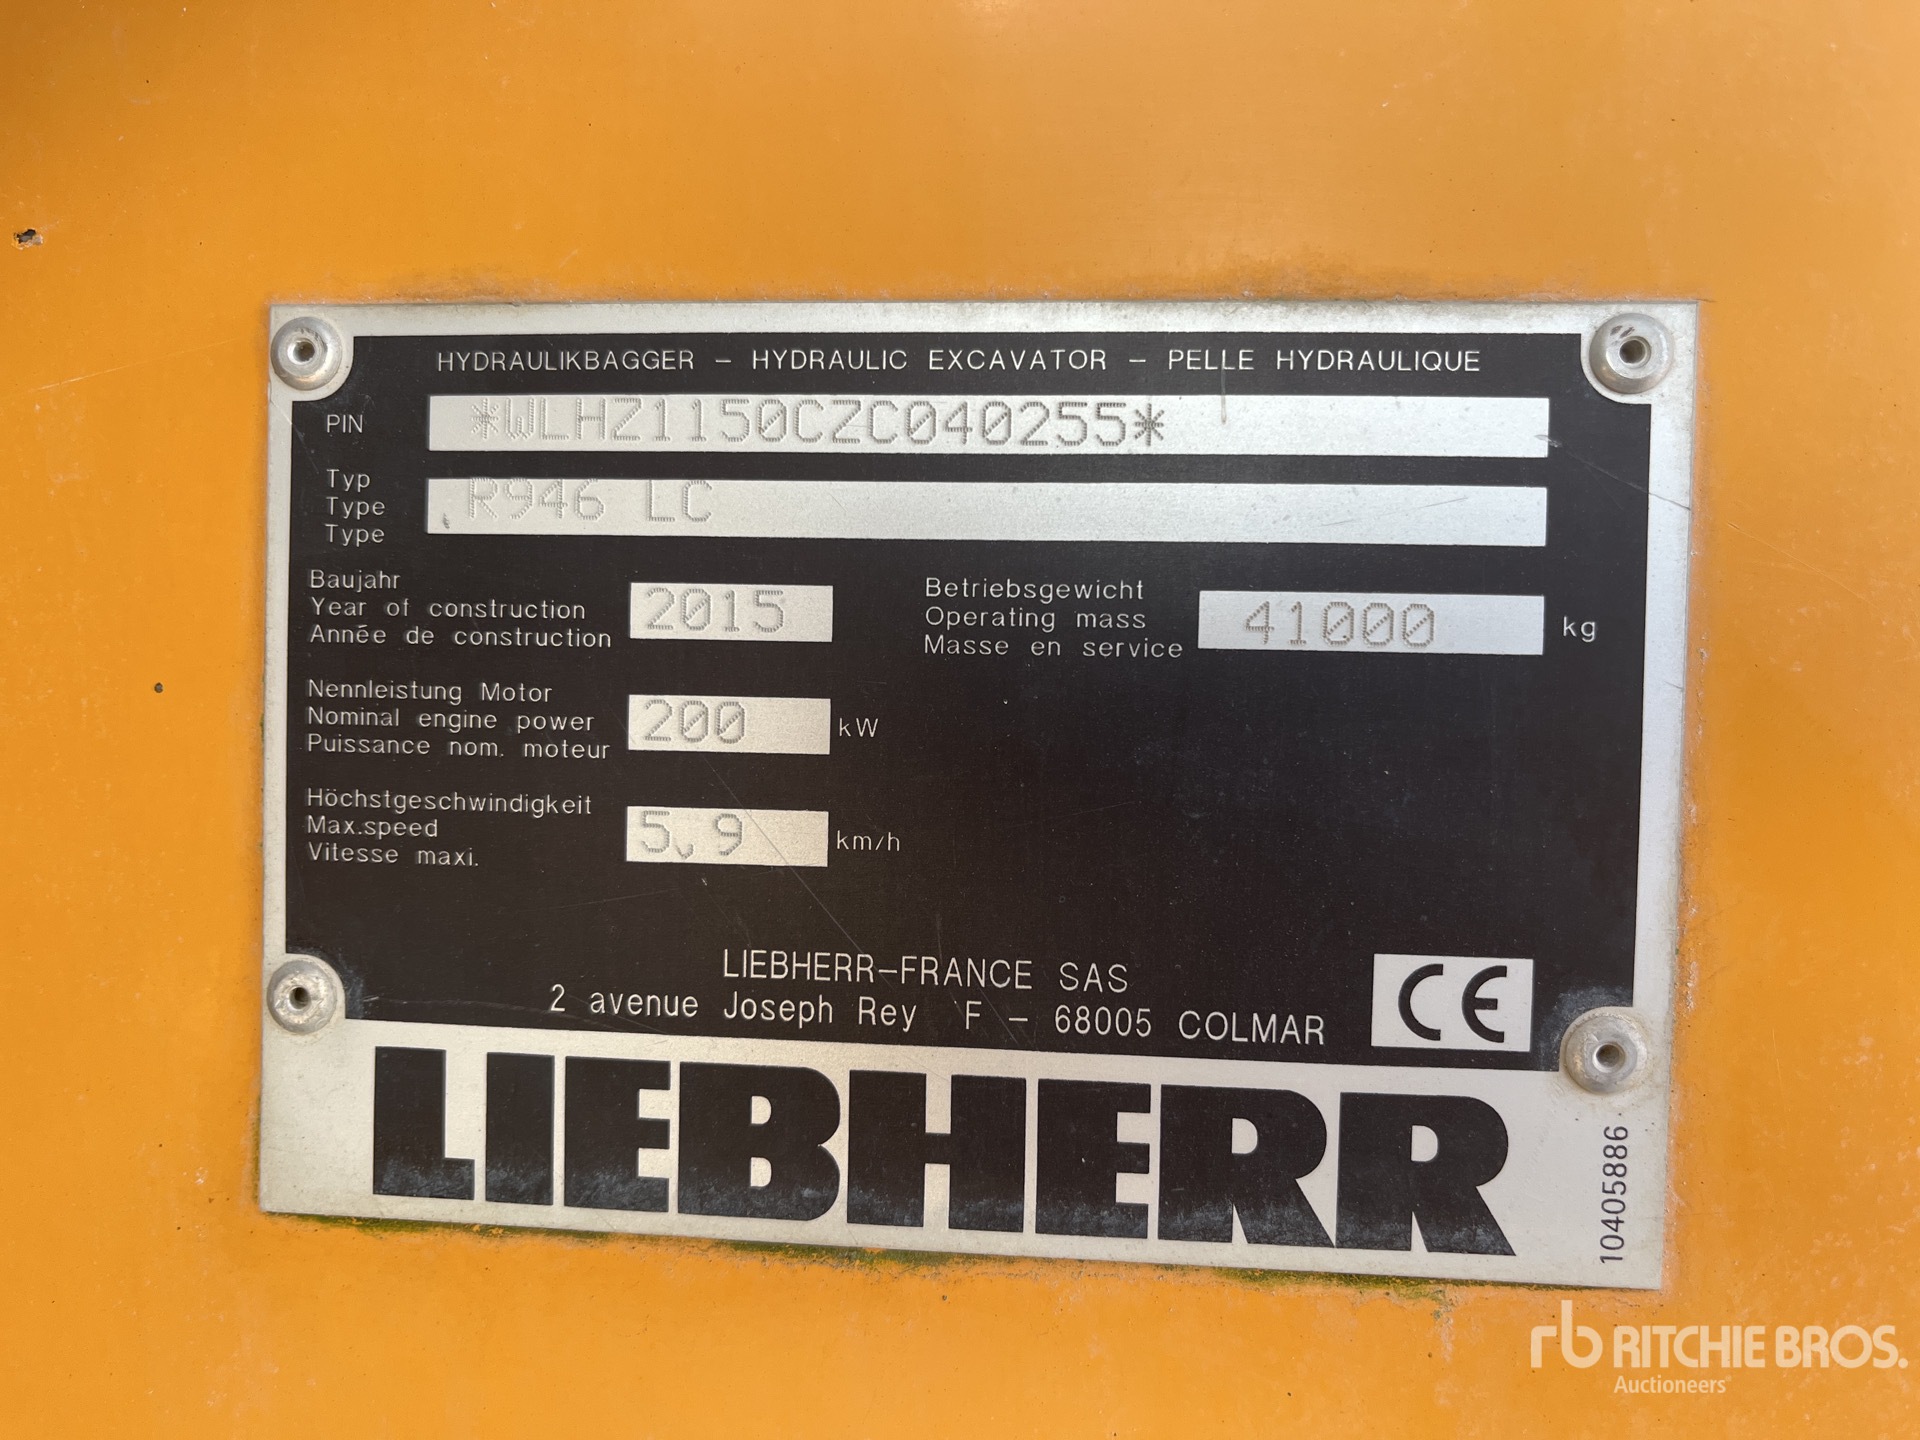 HYDRAULIKBAGGER – HYDRAULIC EXCAVATOR – PELLE HYDRAULIQUE
PIN *WLHZ1150CZC040255*
Typ
Type R946 LC
Type
Baujahr
Year of construction 2015
Année de construction
Betriebsgewicht
Operating mass 41000 kg
Masse en service
Nennleistung Motor
Nominal engine power 200 kW
Puissance nom. moteur
Höchstgeschwindigkeit
Max.speed 5,9 km/h
Vitesse maxi.
LIEBHERR–FRANCE SAS
2 avenue Joseph Rey F – 68005 COLMAR
CE
LIEBHERR
10405886
rb RITCHIE BROS.
Auctioneers